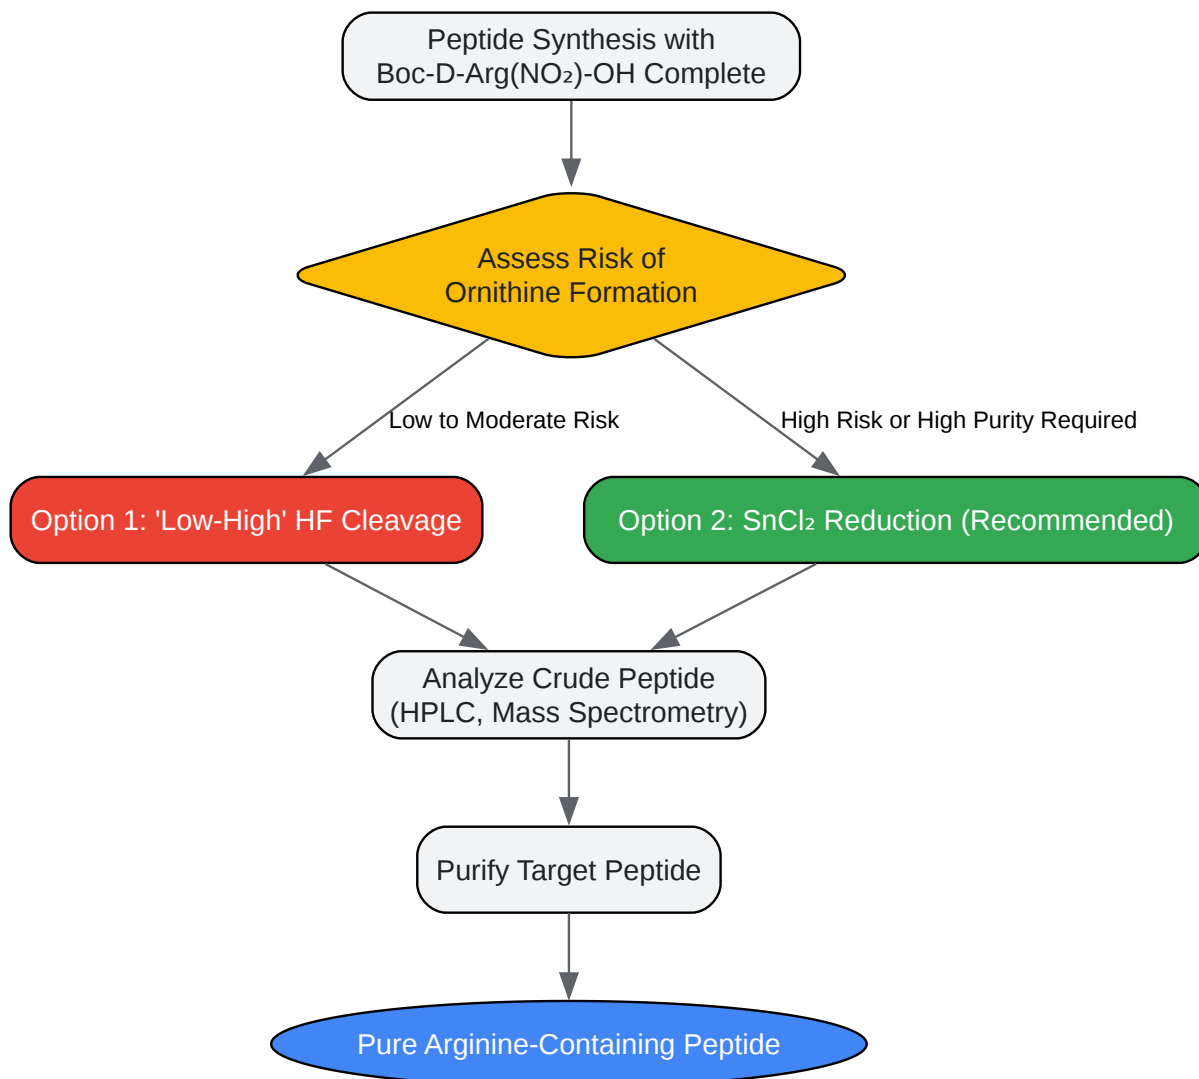 Peptide Synthesis with
Boc-D-Arg(NO₂)-OH Complete
Assess Risk of
Ornithine Formation
Low to Moderate Risk
High Risk or High Purity Required
Option 1: 'Low-High' HF Cleavage
Option 2: SnCl₂ Reduction (Recommended)
Analyze Crude Peptide
(HPLC, Mass Spectrometry)
Purify Target Peptide
Pure Arginine-Containing Peptide